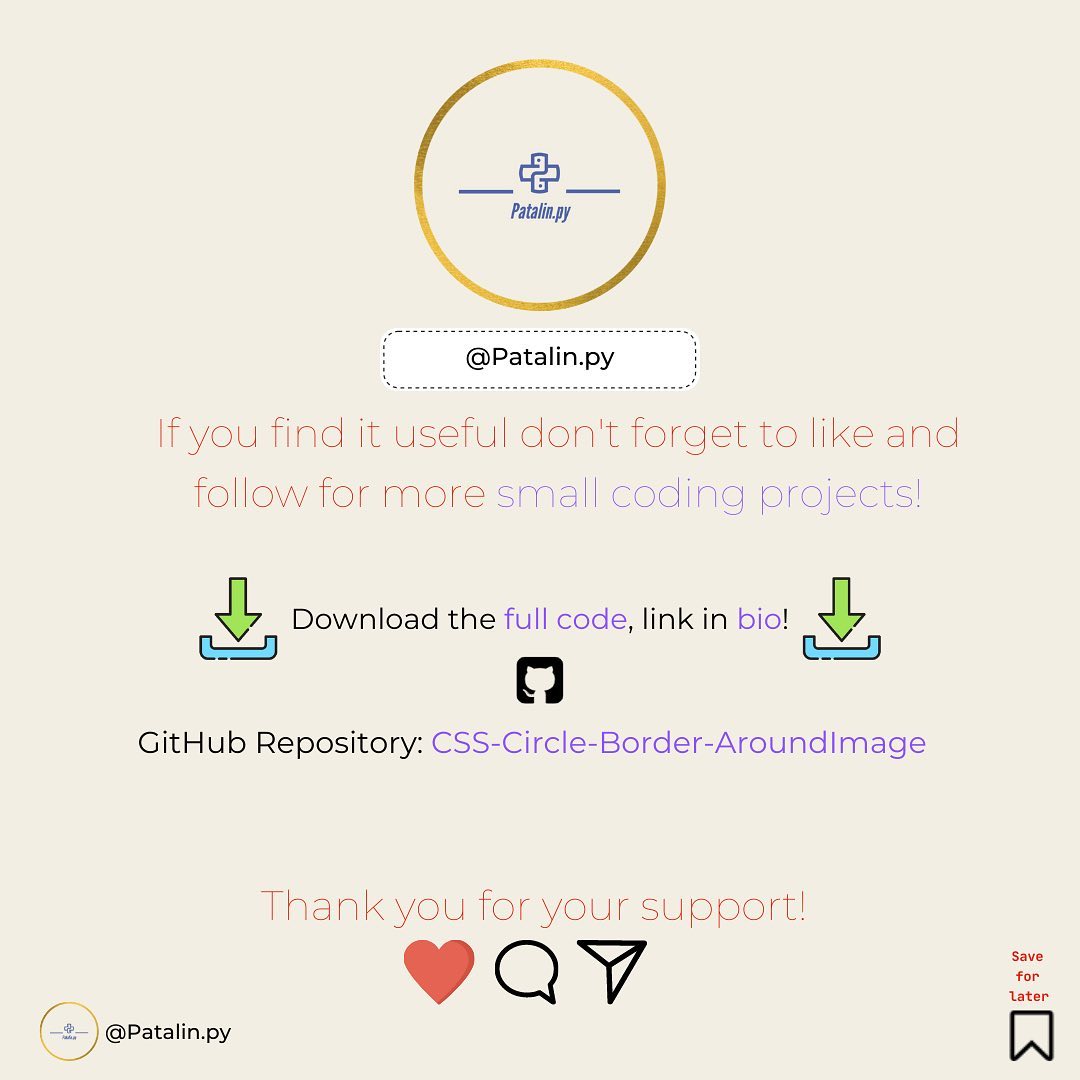 Patalin.py
@Patalin.py
If you find it useful don't forget to like and
follow for more small coding projects!
Download the full code, link in bio!
GitHub Repository: CSS-Circle-Border-AroundImage
Thank you for your support!
Save
for
later
Patalin.py
@Patalin.py